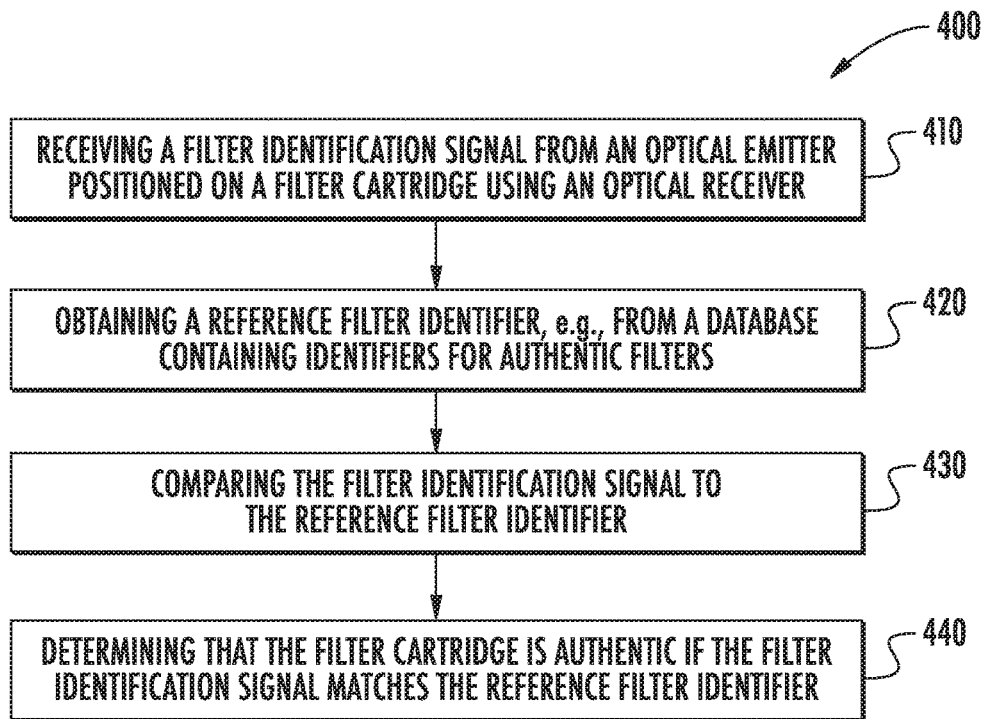 400
RECEIVING A FILTER IDENTIFICATION SIGNAL FROM AN OPTICAL EMITTER
POSITIONED ON A FILTER CARTRIDGE USING AN OPTICAL RECEIVER
410
OBTAINING A REFERENCE FILTER IDENTIFIER, e.g., FROM A DATABASE
CONTAINING IDENTIFIERS FOR AUTHENTIC FILTERS
420
COMPARING THE FILTER IDENTIFICATION SIGNAL TO
THE REFERENCE FILTER IDENTIFIER
430
DETERMINING THAT THE FILTER CARTRIDGE IS AUTHENTIC IF THE FILTER
IDENTIFICATION SIGNAL MATCHES THE REFERENCE FILTER IDENTIFIER
440